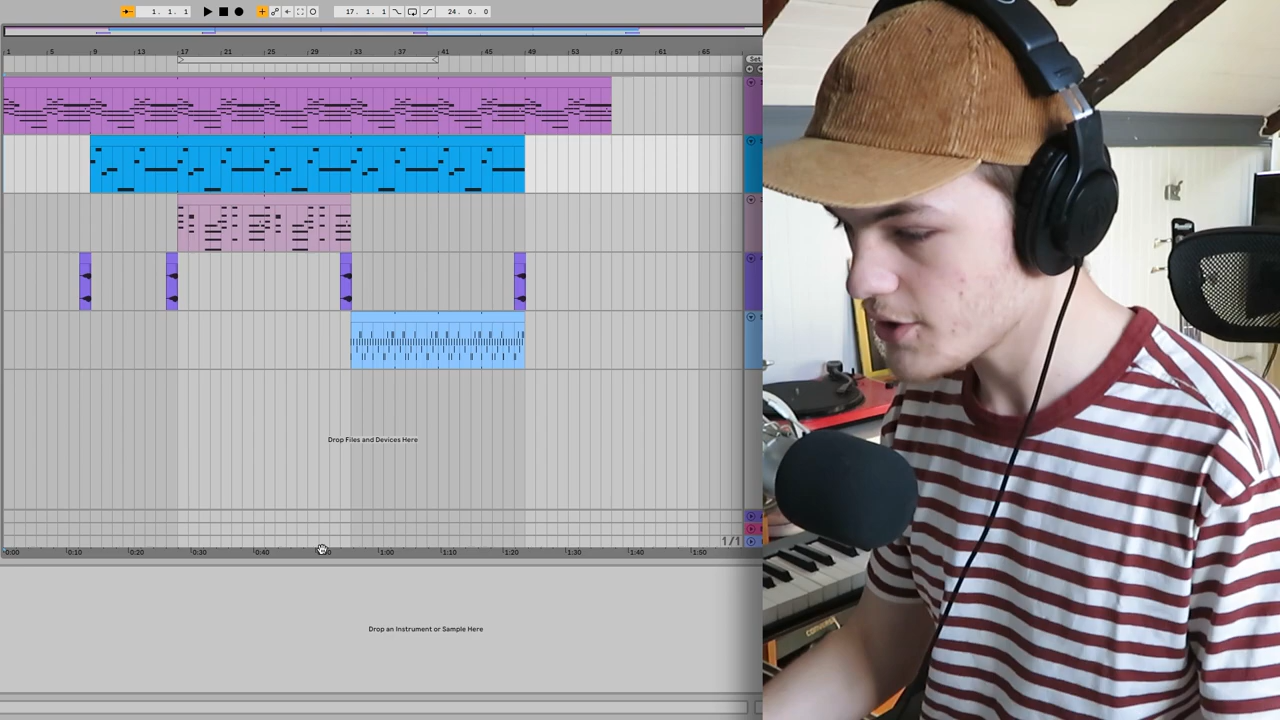 1. 1. 1
17. 1. 1
24. 0. 0
1 5 9 13 17 21 25 29 33 37 41 45 49 53 57 61 65
Set
Drop Files and Devices Here
0:00 0:10 0:20 0:30 0:40 1:00 1:10 1:20 1:30 1:40 1:50
1/1
Drop an Instrument or Sample Here
CONVERSE